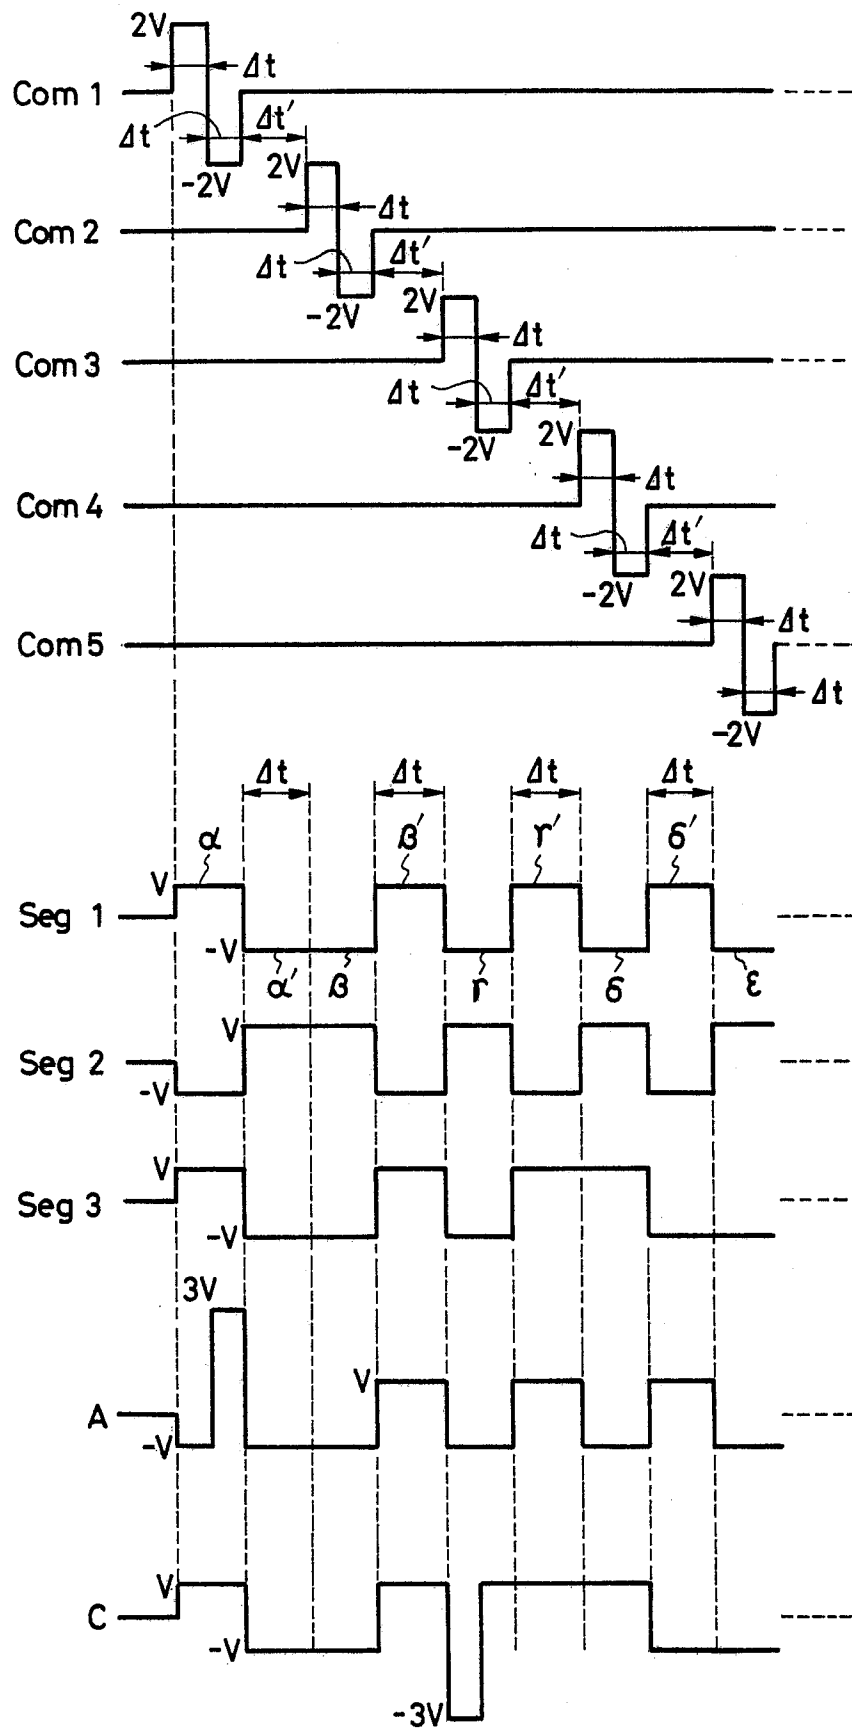 2V
Δt
Com 1
Δt Δt'
-2V 2V
Δt
Com 2
Δt Δt'
-2V 2V
Δt
Com 3
Δt Δt'
-2V 2V
Δt
Com 4
Δt Δt'
-2V 2V
Δt
Com 5
Δt
-2V
Δt Δt Δt Δt
α β' γ' δ'
V
Seg 1
-V
α' β γ δ ε
V
Seg 2
-V
V
Seg 3
-V
3V
V
A
-V
V
C
-V
-3V